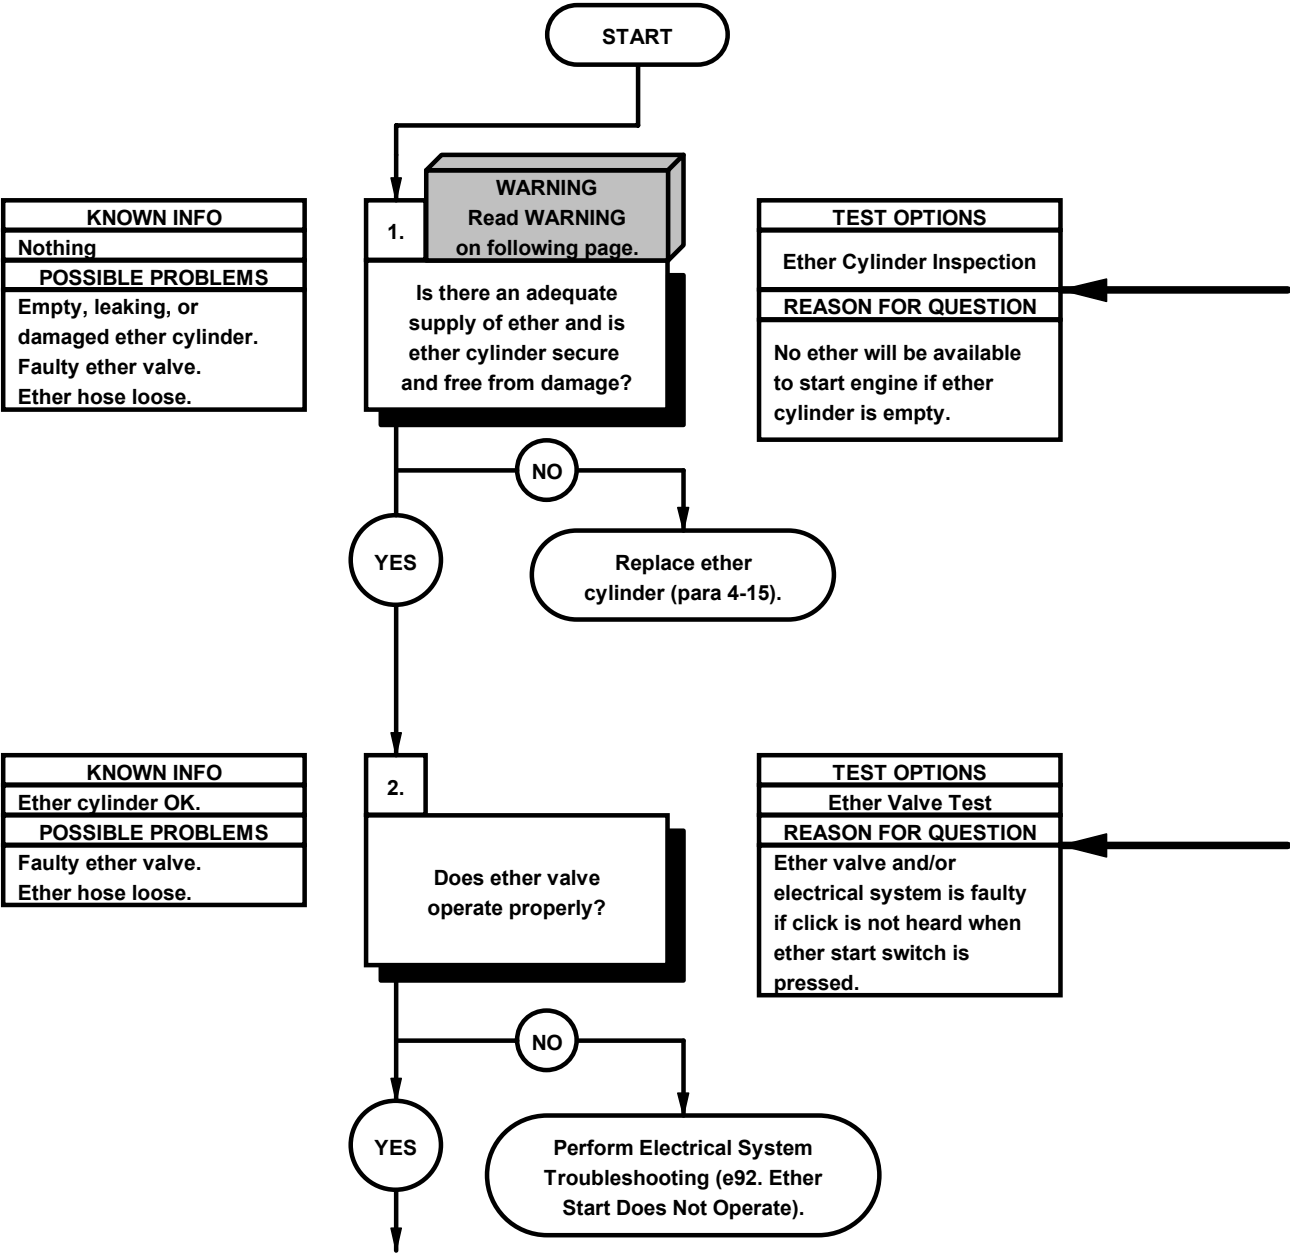 START
WARNING
Read WARNING
on following page.
1.
Is there an adequate
supply of ether and is
ether cylinder secure
and free from damage?
KNOWN INFO
Nothing
POSSIBLE PROBLEMS
Empty, leaking, or
damaged ether cylinder.
Faulty ether valve.
Ether hose loose.
TEST OPTIONS
Ether Cylinder Inspection
REASON FOR QUESTION
No ether will be available
to start engine if ether
cylinder is empty.
NO
YES
Replace ether
cylinder (para 4-15).
KNOWN INFO
Ether cylinder OK.
POSSIBLE PROBLEMS
Faulty ether valve.
Ether hose loose.
2.
Does ether valve
operate properly?
TEST OPTIONS
Ether Valve Test
REASON FOR QUESTION
Ether valve and/or
electrical system is faulty
if click is not heard when
ether start switch is
pressed.
NO
YES
Perform Electrical System
Troubleshooting (e92. Ether
Start Does Not Operate).